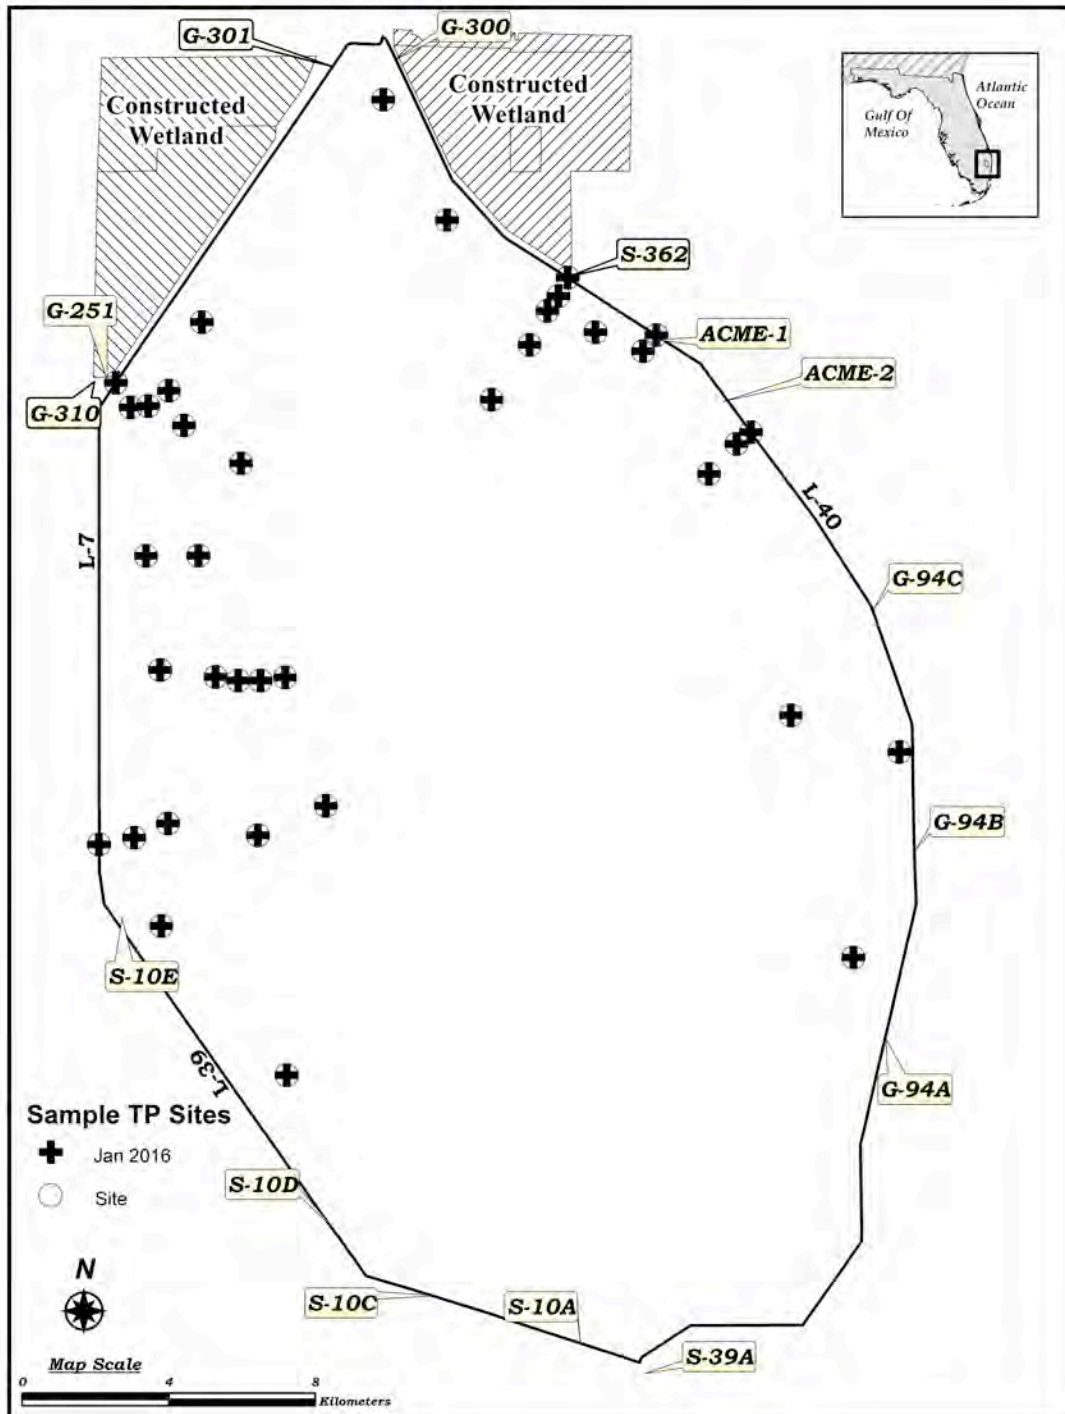 G-301
G-300
Constructed
Wetland
Constructed
Wetland
Atlantic
Ocean
Gulf Of
Mexico
S-362
G-251
ACME-1
ACME-2
G-310
L-40
L-7
G-94C
G-94B
S-10E
L-39
G-94A
Sample TP Sites
Jan 2016
Site
S-10D
N
S-10C
S-10A
S-39A
Map Scale
0 4 8
Kilometers